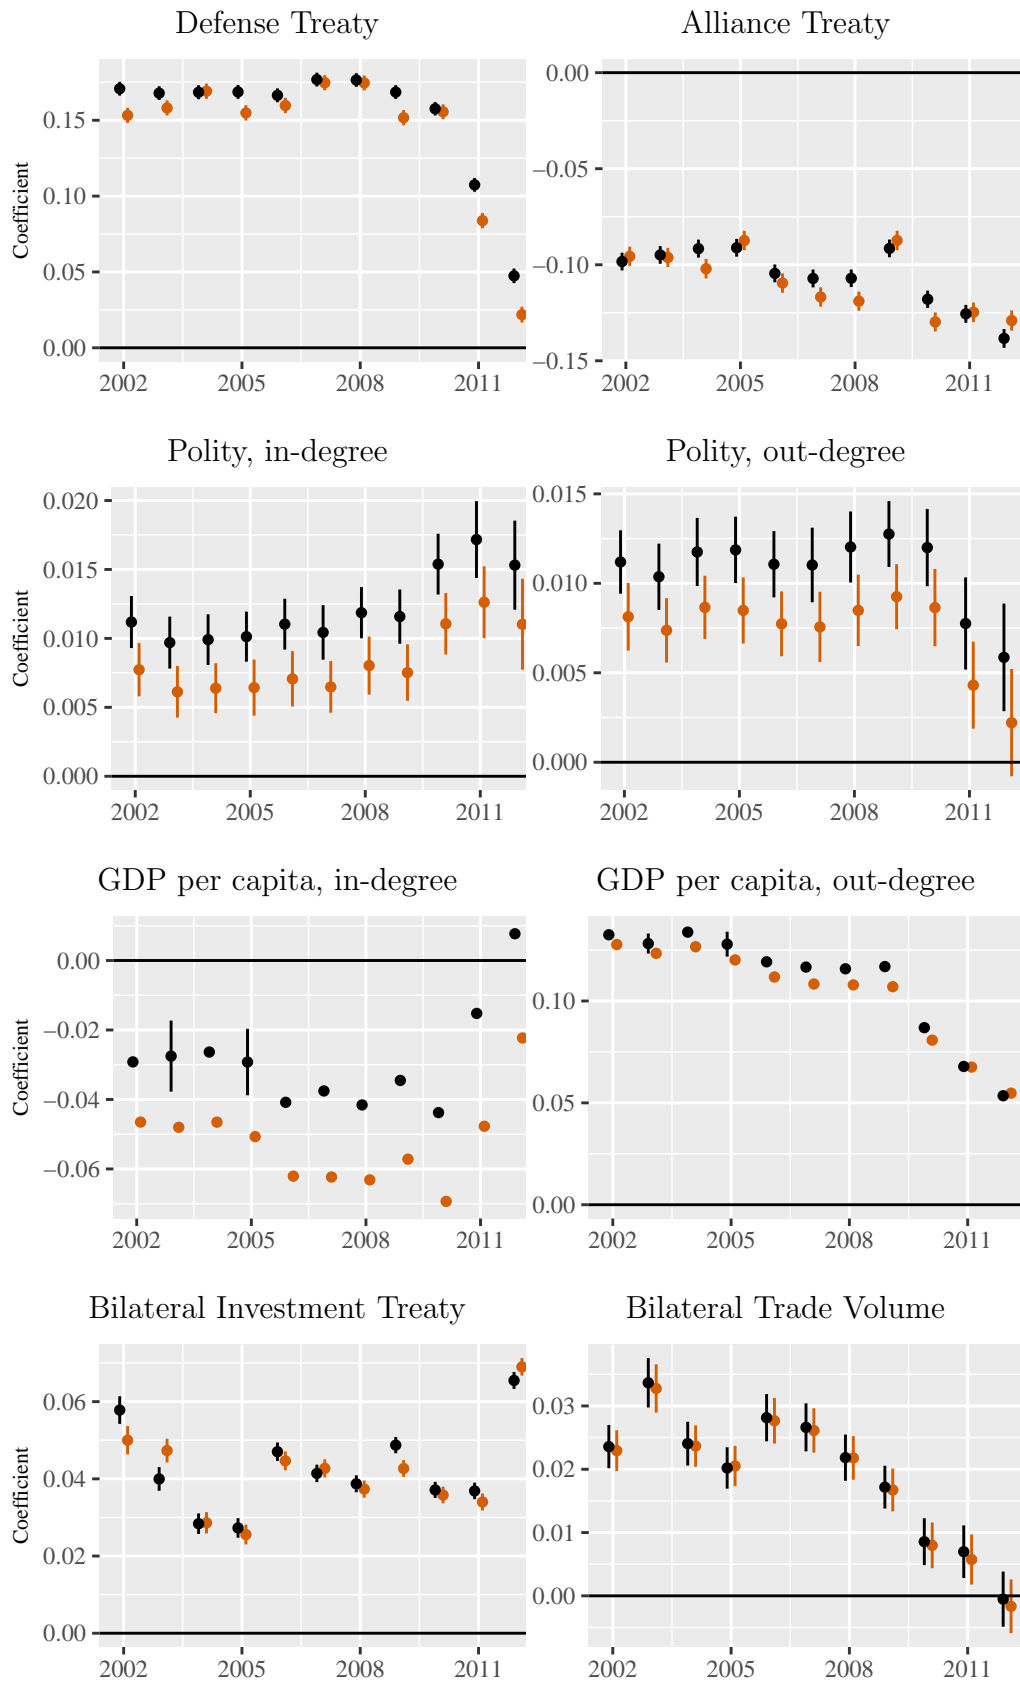 Defense Treaty
Coefficient
0.15
0.10
0.05
0.00
2002 2005 2008 2011
Alliance Treaty
0.00
−0.05
−0.10
−0.15
2002 2005 2008 2011
Polity, in-degree
Coefficient
0.020
0.015
0.010
0.005
0.000
2002 2005 2008 2011
Polity, out-degree
0.015
0.010
0.005
0.000
2002 2005 2008 2011
GDP per capita, in-degree
Coefficient
0.00
−0.02
−0.04
−0.06
2002 2005 2008 2011
GDP per capita, out-degree
0.10
0.05
0.00
2002 2005 2008 2011
Bilateral Investment Treaty
Coefficient
0.06
0.04
0.02
0.00
2002 2005 2008 2011
Bilateral Trade Volume
0.03
0.02
0.01
0.00
2002 2005 2008 2011